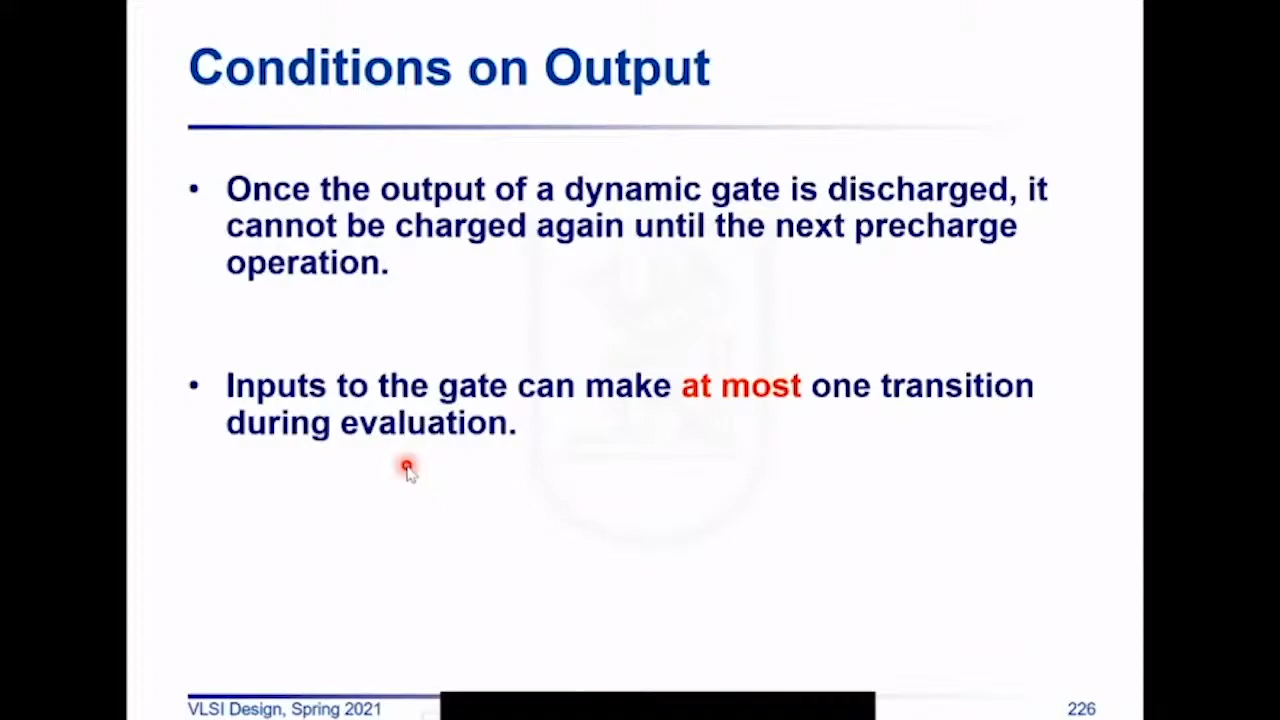 Conditions on Output
• Once the output of a dynamic gate is discharged, it
cannot be charged again until the next precharge
operation.
• Inputs to the gate can make at most one transition
during evaluation.
VLSI Design, Spring 2021
226